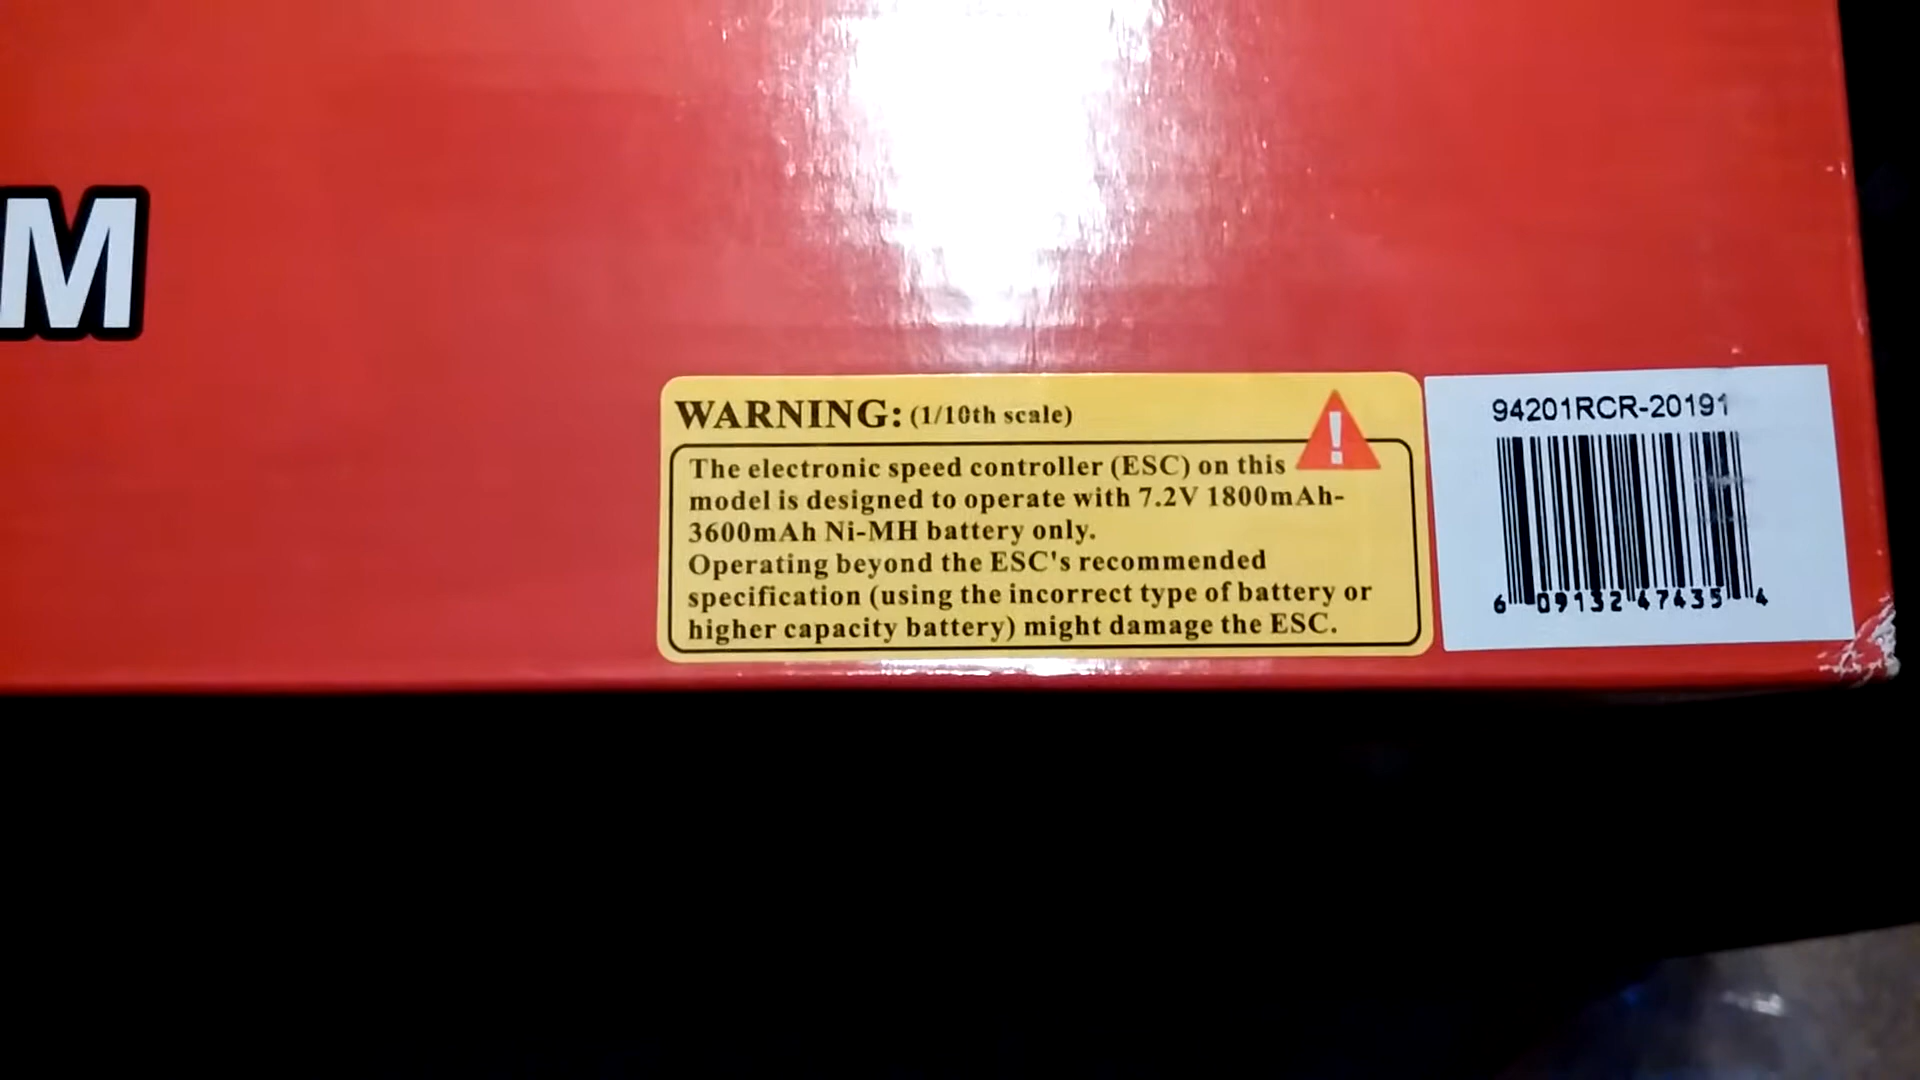 M
WARNING: (1/10th scale)
The electronic speed controller (ESC) on this
model is designed to operate with 7.2V 1800mAh-
3600mAh Ni-MH battery only.
Operating beyond the ESC's recommended
specification (using the incorrect type of battery or
higher capacity battery) might damage the ESC.
94201RCR-20191
6 09132 47435 4